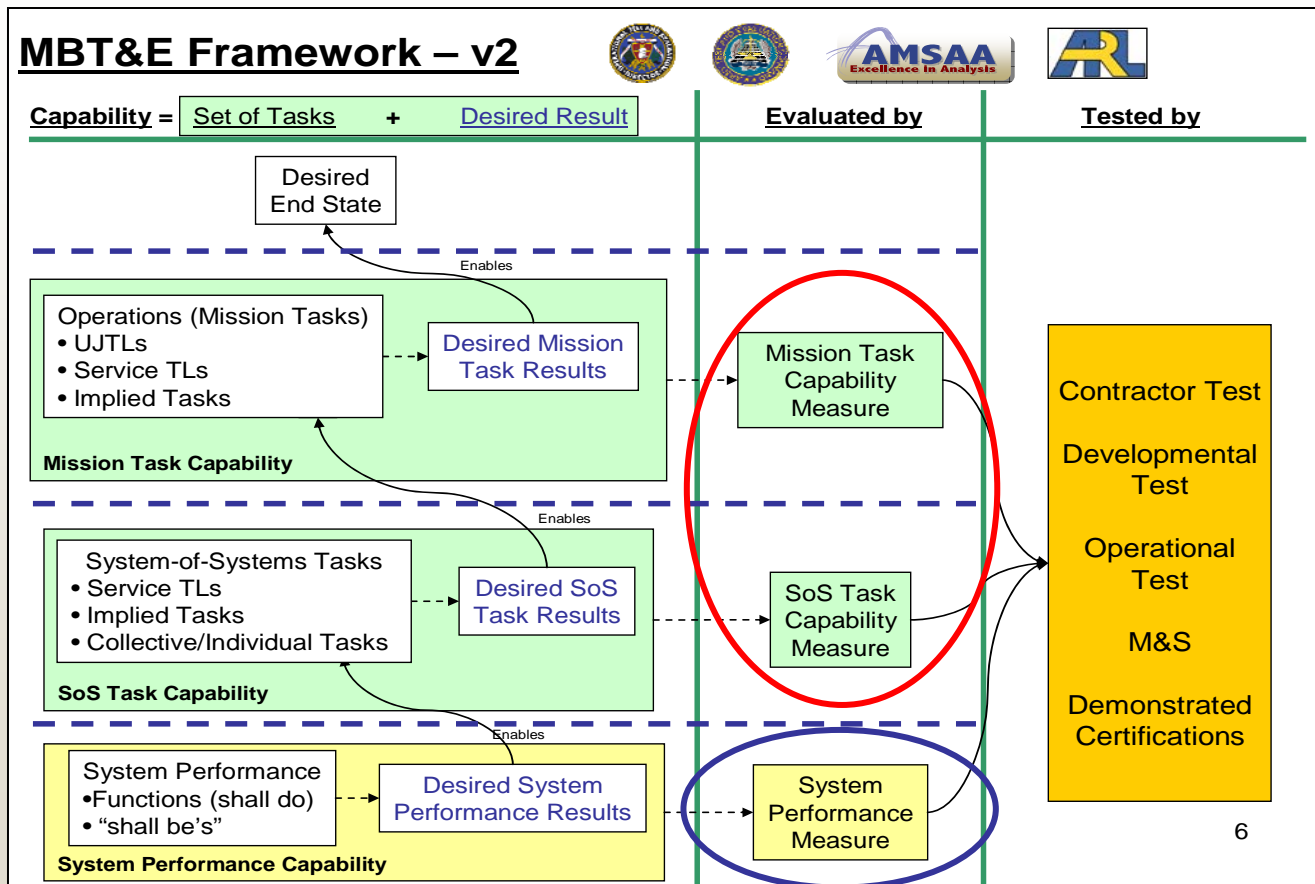 MBT&E Framework – v2
AMSAA
Excellence In Analysis
ARL
Capability = Set of Tasks + Desired Result
Evaluated by
Tested by
Desired
End State
Enables
Operations (Mission Tasks)
• UJTLs
• Service TLs
• Implied Tasks
Desired Mission
Task Results
Mission Task Capability
Mission Task
Capability
Measure
Enables
System-of-Systems Tasks
• Service TLs
• Implied Tasks
• Collective/Individual Tasks
Desired SoS
Task Results
SoS Task Capability
SoS Task
Capability
Measure
Enables
System Performance
•Functions (shall do)
• “shall be's”
Desired System
Performance Results
System Performance Capability
System
Performance
Measure
Contractor Test
Developmental
Test
Operational
Test
M&S
Demonstrated
Certifications
6